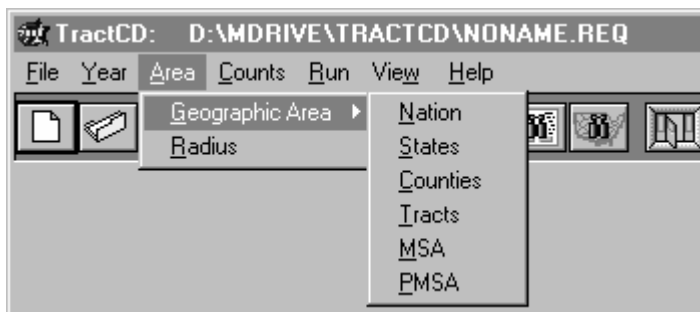 TractCD: D:\MDRIVE\TRACTCD\NONAME.REQ
File Year Area Counts Run View Help
Geographic Area
Radius
Nation
States
Counties
Tracts
MSA
PMSA